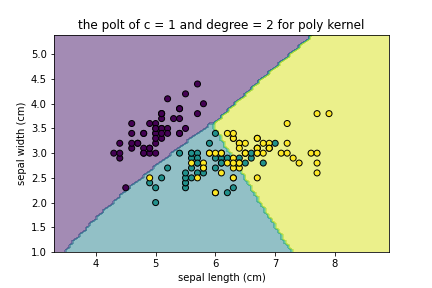 the polt of c = 1 and degree = 2 for poly kernel
5.0
4.5
4.0
3.5
3.0
2.5
2.0
1.5
1.0
sepal width (cm)
4 5 6 7 8
sepal length (cm)